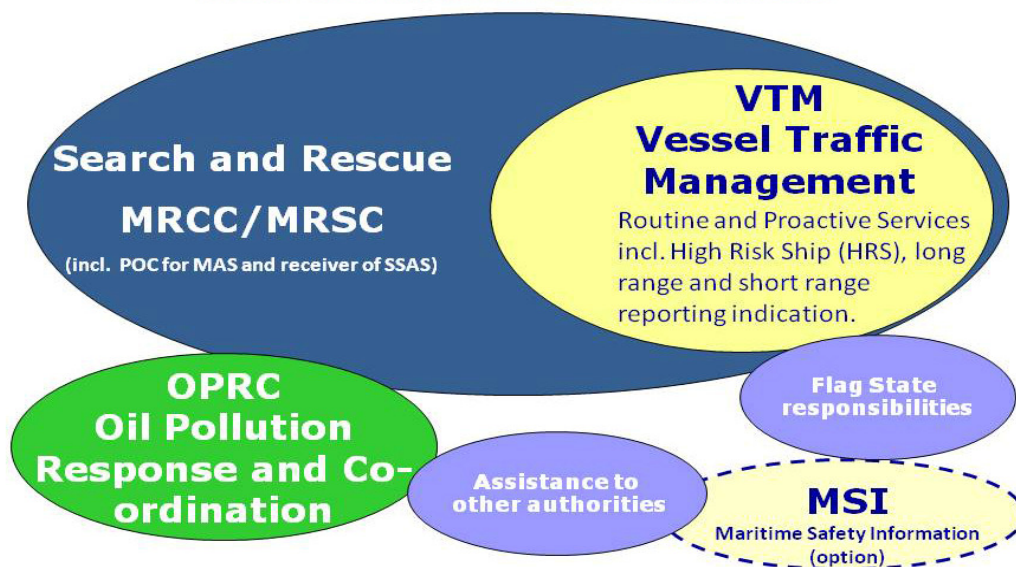 Search and Rescue
MRCC/MRSC
(incl. POC for MAS and receiver of SSAS)
VTM
Vessel Traffic
Management
Routine and Proactive Services
incl. High Risk Ship (HRS), long
range and short range
reporting indication.
OPRC
Oil Pollution
Response and Co-
ordination
Assistance to
other authorities
Flag State
responsibilities
MSI
Maritime Safety Information
(option)